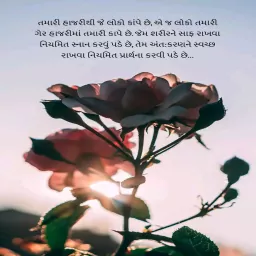 તમારી હાજરીથી જે લોકો કાંપે છે, એ જ લોકો તમારી
ગેર હાજરીમાં તમારી કાપે છે. જેમ શરીરને સાફ રાખવા
નિયમિત સ્નાન કરવું પડે છે, તેમ અંતઃકરણને સ્વચ્છ
રાખવા નિયમિત પ્રાર્થના કરવી પડે છે...